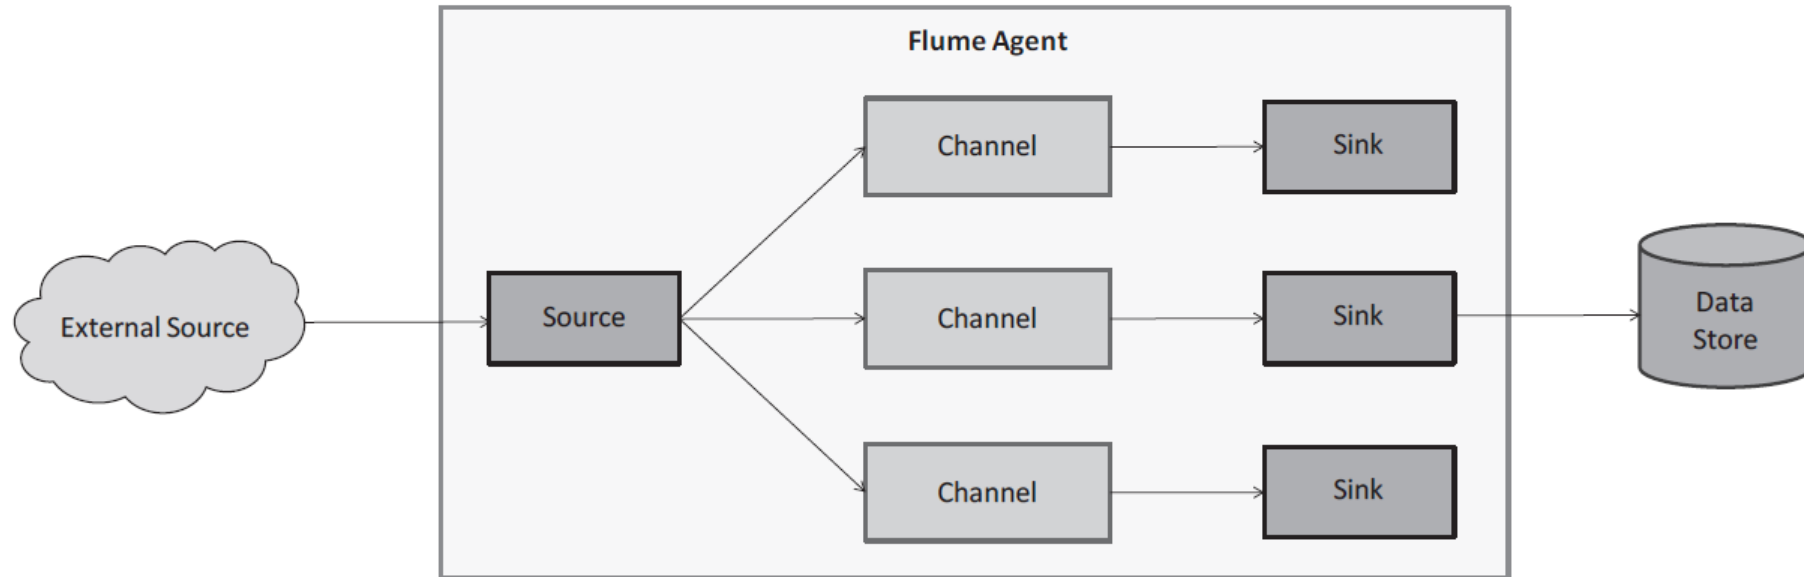 Flume Agent
Channel
Sink
External Source
Source
Channel
Sink
Data
Store
Channel
Sink